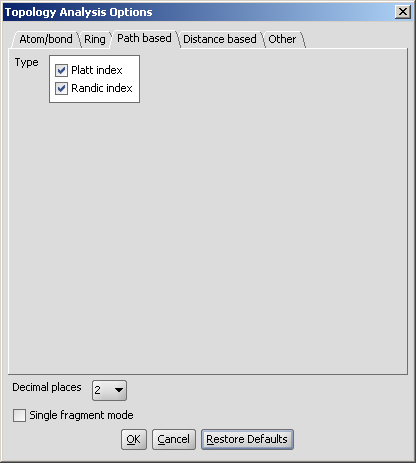 Topology Analysis Options
Atom/bond Ring Path based Distance based Other
Type
Platt index
Randic index
Decimal places 2
Single fragment mode
OK Cancel Restore Defaults